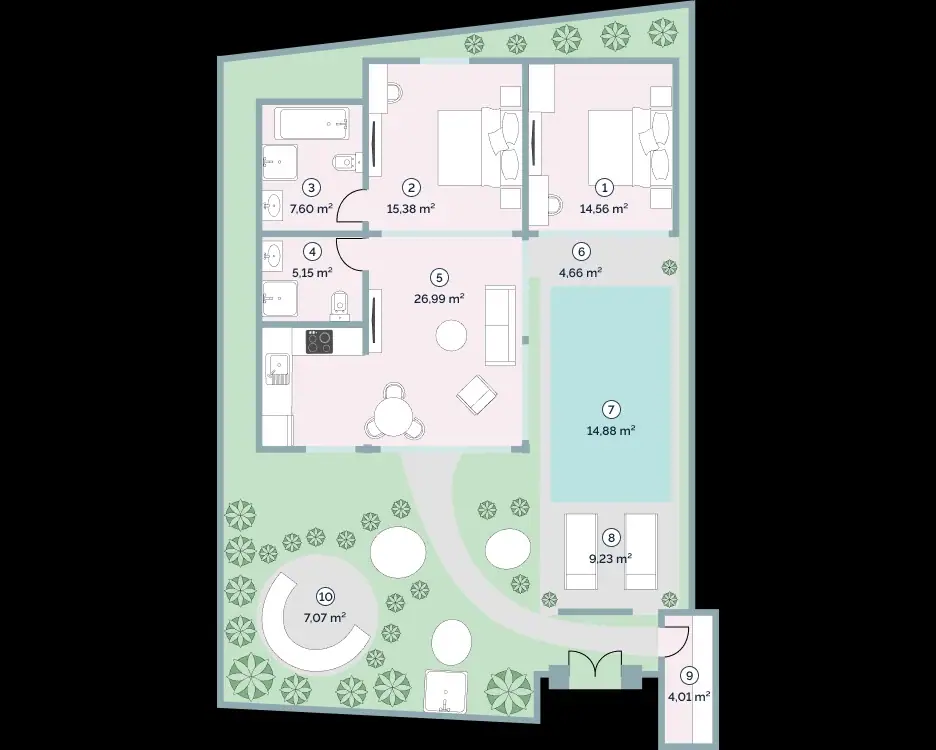 3
7,60 m²
2
15,38 m²
1
14,56 m²
4
5,15 m²
5
26,99 m²
6
4,66 m²
7
14,88 m²
8
9,23 m²
10
7,07 m²
9
4,01 m²